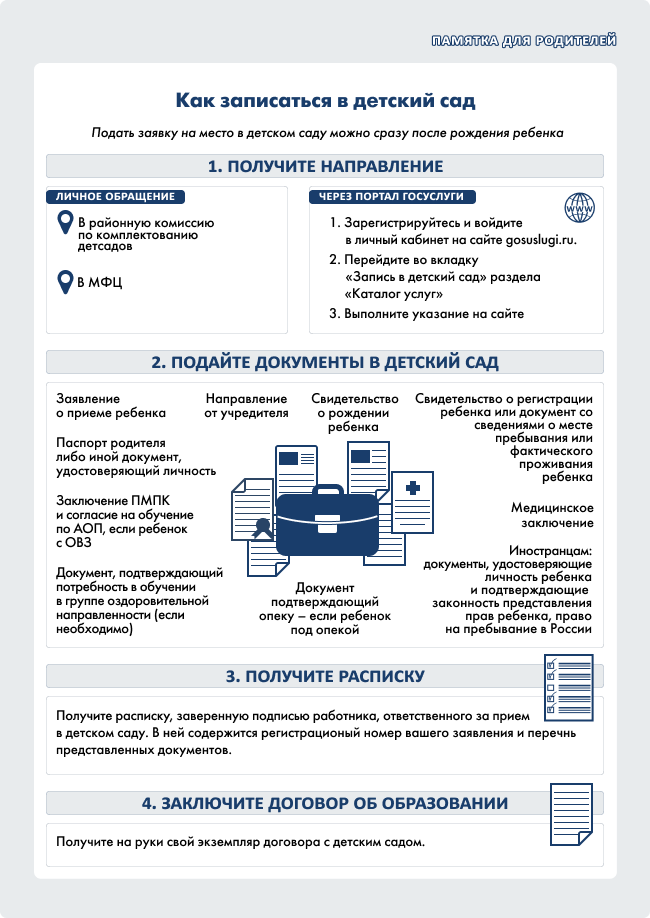 ПАМЯТКА ДЛЯ РОДИТЕЛЕЙ
Как записаться в детский сад
Подать заявку на место в детском саду можно сразу после рождения ребенка
1. ПОЛУЧИТЕ НАПРАВЛЕНИЕ
ЛИЧНОЕ ОБРАЩЕНИЕ
В районную комиссию
по комплектованию
детсадов
В МФЦ
ЧЕРЕЗ ПОРТАЛ ГОСУСЛУГИ
WWW
1. Зарегистрируйтесь и войдите
в личный кабинет на сайте gosuslugi.ru.
2. Перейдите во вкладку
«Запись в детский сад» раздела
«Каталог услуг»
3. Выполните указание на сайте
2. ПОДАЙТЕ ДОКУМЕНТЫ В ДЕТСКИЙ САД
Заявление
о приеме ребенка
Паспорт родителя
либо иной документ,
удостоверяющий личность
Заключение ПМПК
и согласие на обучение
по АОП, если ребенок
с ОВЗ
Документ, подтверждающий
потребность в обучении
в группе оздоровительной
направленности (если
необходимо)
Направление
от учредителя
Свидетельство
о рождении
ребенка
Документ
подтверждающий
опеку – если ребенок
под опекой
Свидетельство о регистрации
ребенка или документ со
сведениями о месте
пребывания или
фактического
проживания
ребенка
Медицинское
заключение
Иностранцам:
документы, удостоверяющие
личность ребенка
и подтверждающие
законность представления
прав ребенка, право
на пребывание в России
3. ПОЛУЧИТЕ РАСПИСКУ
Получите расписку, заверенную подписью работника, ответственного за прием
в детском саду. В ней содержится регистрационый номер вашего заявления и перечнь
представленных документов.
4. ЗАКЛЮЧИТЕ ДОГОВОР ОБ ОБРАЗОВАНИИ
Получите на руки свой экземпляр договора с детским садом.